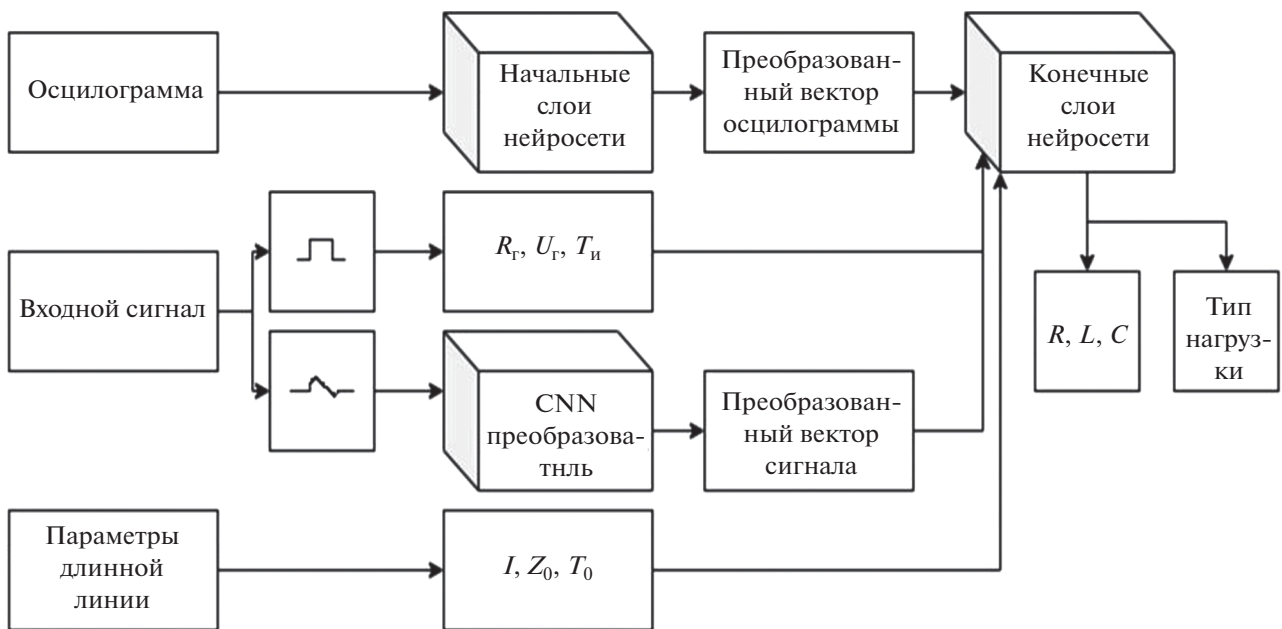 Осцилограмма
Начальные
слои
нейросети
Преобразован-
ный вектор
осцилограммы
Конечные
слои
нейросети
Входной сигнал
Rг, Uг, Tи
CNN
преобразова-
тнль
Преобразован-
ный вектор
сигнала
R, L, C
Тип
нагруз-
ки
Параметры
длинной
линии
I, Z0, T0